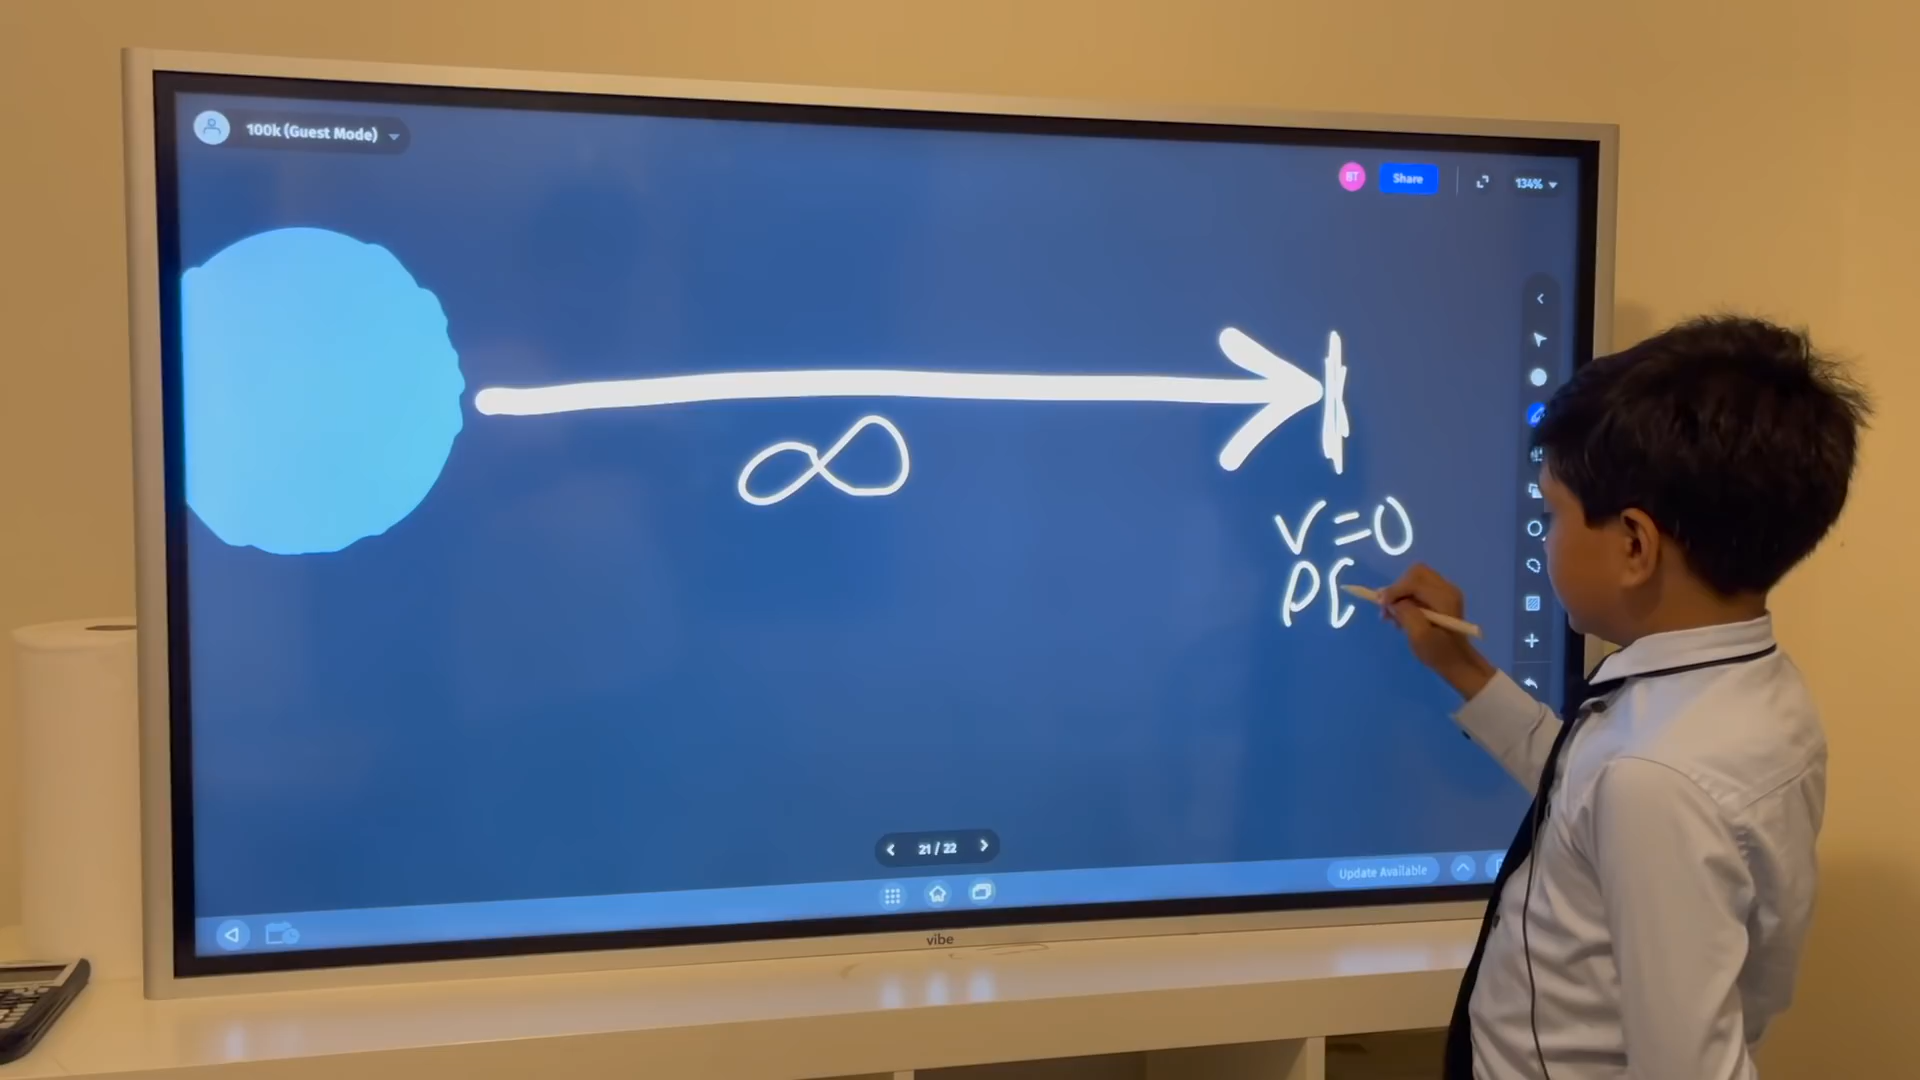 100k (Guest Mode)
BT
Share
134%
∞
v=0
PE
21 / 22
Update Available
vibe